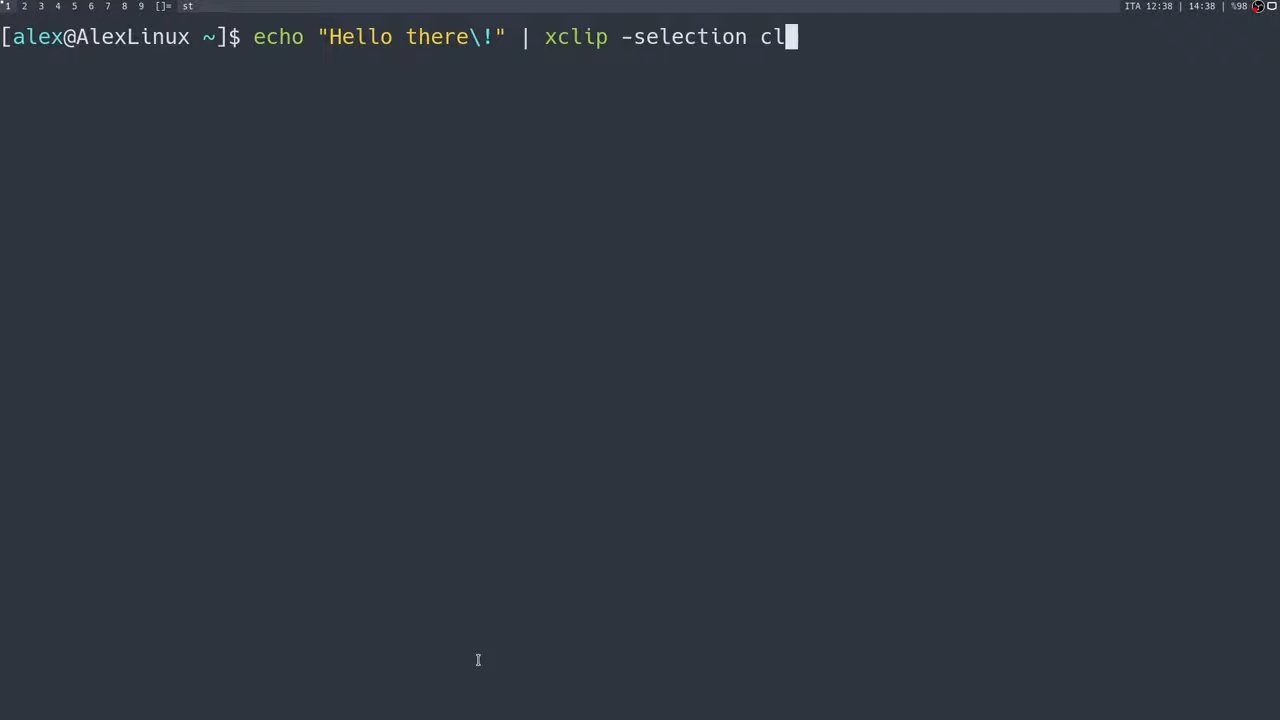 1 2 3 4 5 6 7 8 9 []= st ITA 12:38 | 14:38 | %98
[alex@AlexLinux ~]$ echo "Hello there\!" | xclip -selection cl